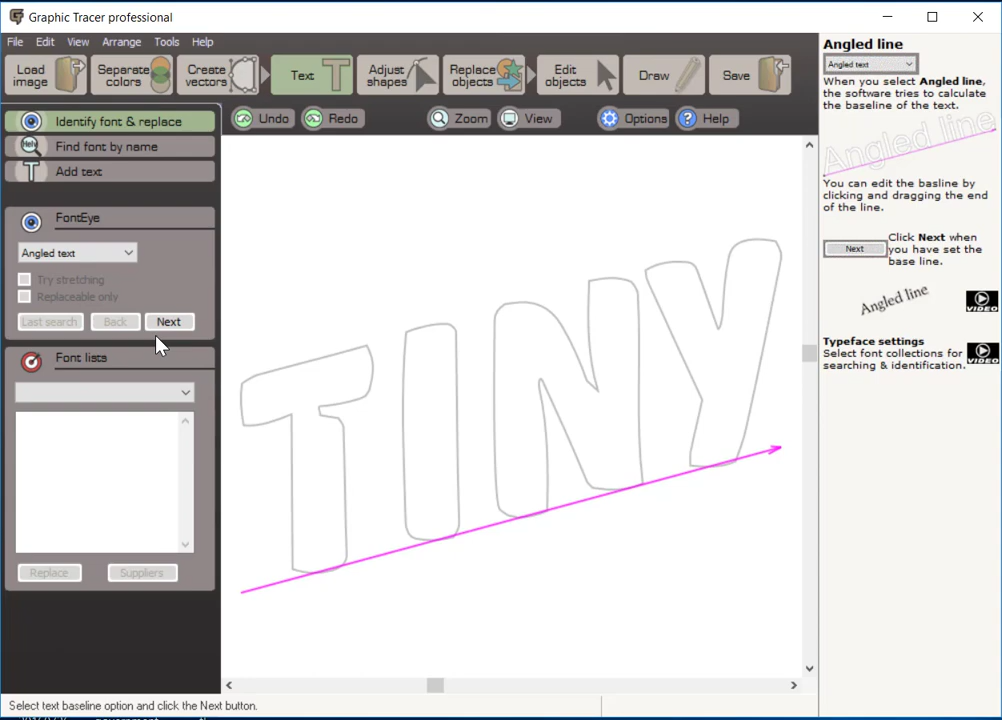 Graphic Tracer professional
File Edit View Arrange Tools Help
Load image
Separate colors
Create vectors
Text
Adjust shapes
Replace objects
Edit objects
Draw
Save
Identify font & replace
Find font by name
Add text
Undo
Redo
Zoom
View
Options
Help
FontEye
Angled text
Try stretching
Replaceable only
Last search
Back
Next
Font lists
Replace
Suppliers
TINY
Angled line
Angled text
When you select Angled line,
the software tries to calculate
the baseline of the text.
Angled line
You can edit the basline by
clicking and dragging the end
of the line.
Next
Click Next when
you have set the
base line.
Angled line
VIDEO
Typeface settings
Select font collections for
searching & identification.
VIDEO
Select text baseline option and click the Next button.